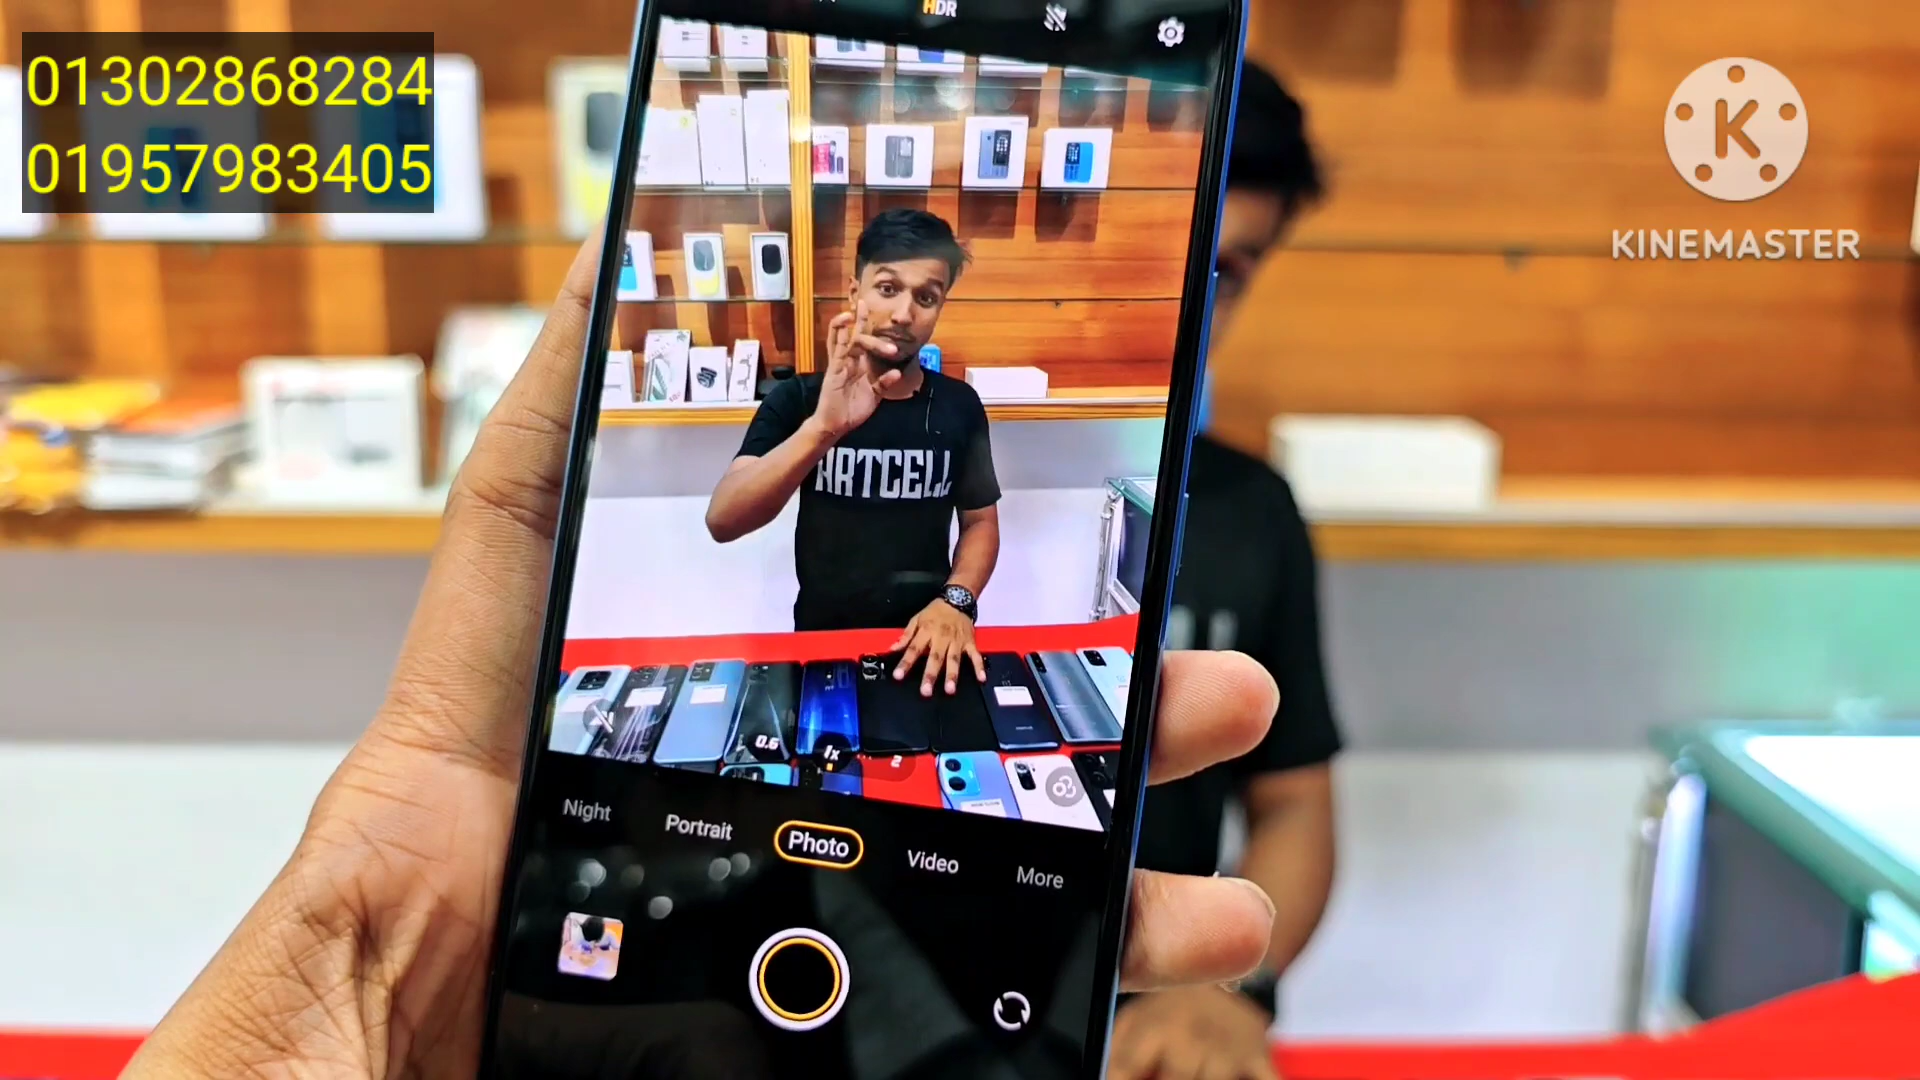 01302868284
01957983405
K
KINEMASTER
HDR
ARTCELL
0.6
1x
2
Night
Portrait
Photo
Video
More